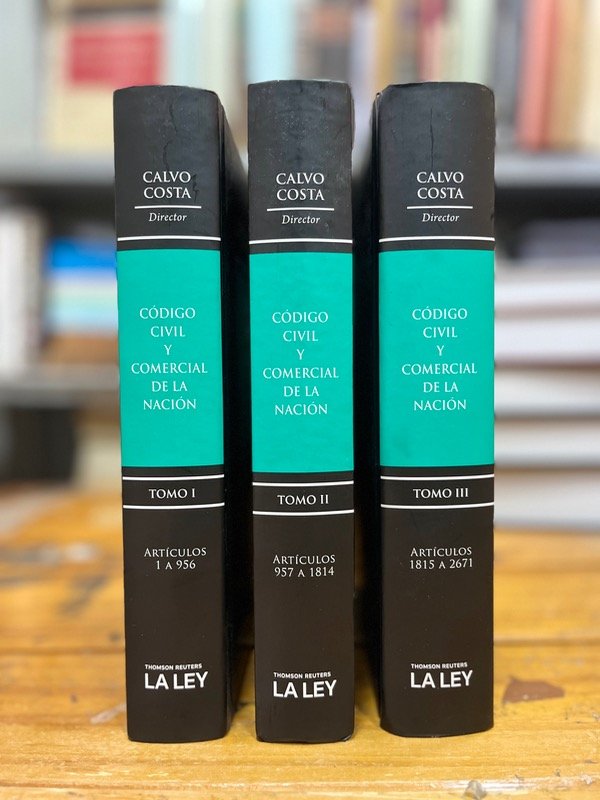 CALVO
COSTA
Director
CÓDIGO
CIVIL
Y
COMERCIAL
DE LA
NACIÓN
TOMO I
ARTÍCULOS
1 A 956
THOMSON REUTERS
LA LEY
CALVO
COSTA
Director
CÓDIGO
CIVIL
Y
COMERCIAL
DE LA
NACIÓN
TOMO II
ARTÍCULOS
957 A 1814
THOMSON REUTERS
LA LEY
CALVO
COSTA
Director
CÓDIGO
CIVIL
Y
COMERCIAL
DE LA
NACIÓN
TOMO III
ARTÍCULOS
1815 A 2671
THOMSON REUTERS
LA LEY